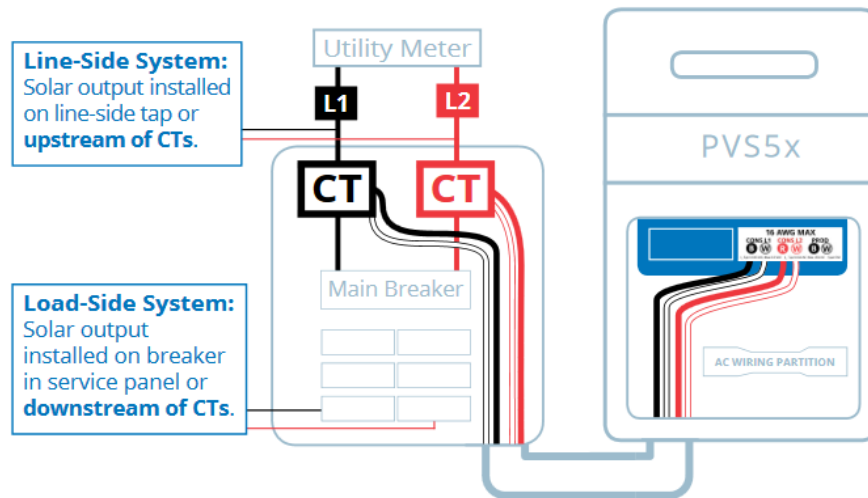 Utility Meter
Line-Side System:
Solar output installed
on line-side tap or
upstream of CTs.
L1
L2
CT
CT
Main Breaker
Load-Side System:
Solar output
installed on breaker
in service panel or
downstream of CTs.
PVS5x
16 AWG MAX
CONS L1 CONS L2 PROD
B W R W B W
AC WIRING PARTITION